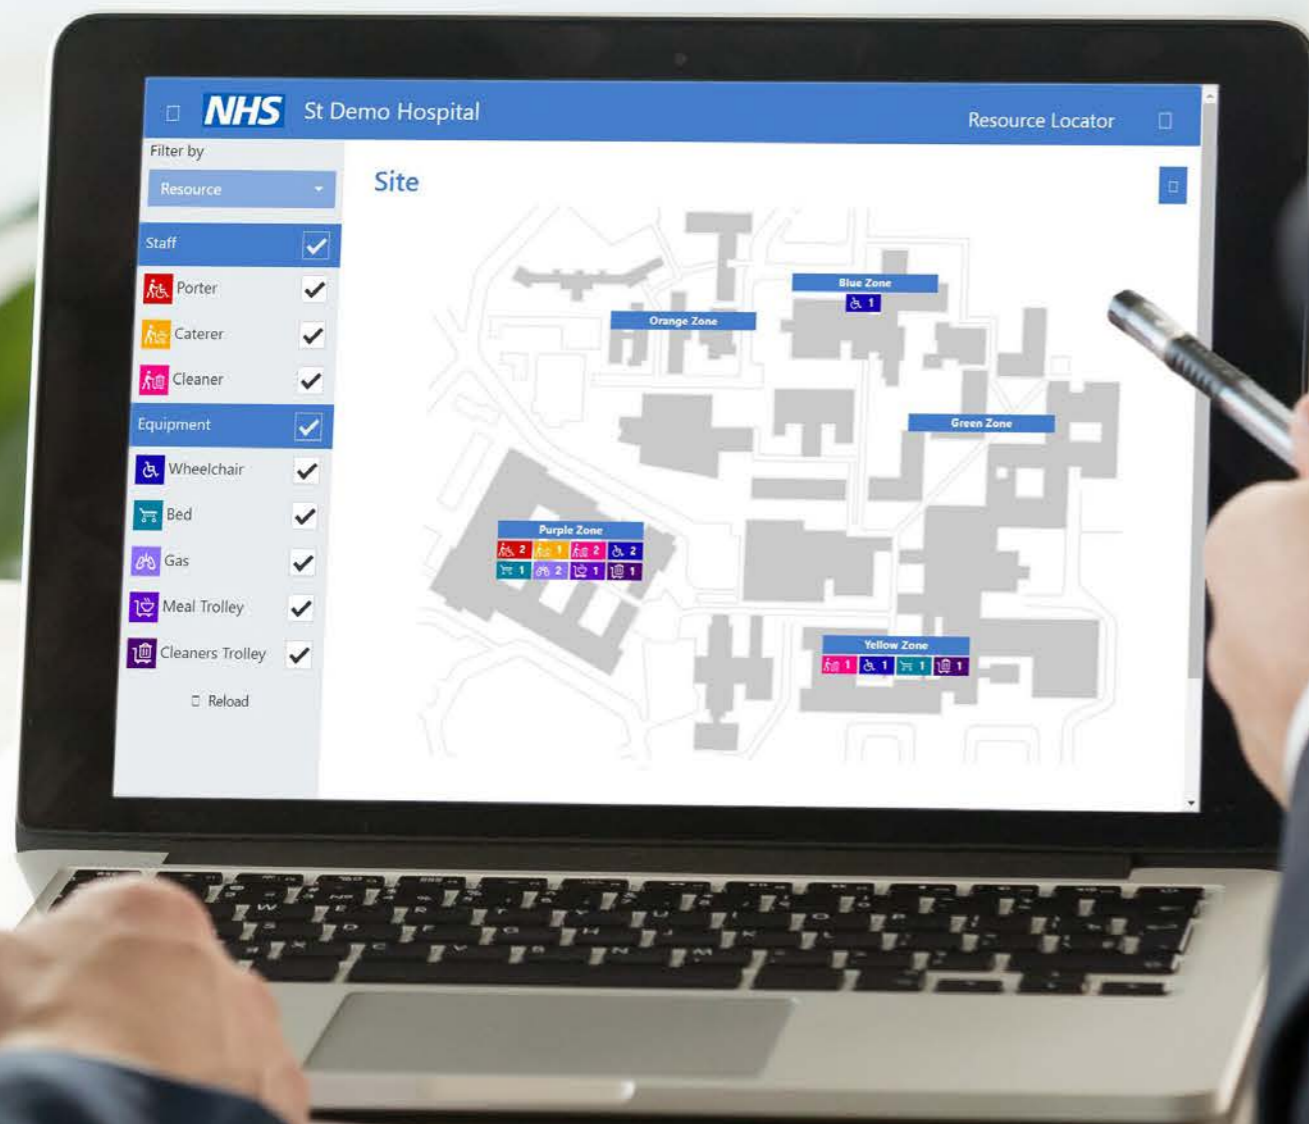 NHS St Demo Hospital
Resource Locator
Filter by
Resource
Staff
Porter
Caterer
Cleaner
Equipment
Wheelchair
Bed
Gas
Meal Trolley
Cleaners Trolley
Reload
Site
Blue Zone
1
Orange Zone
Green Zone
Purple Zone
2 1 2 2
1 2 1 1
Yellow Zone
1 1 1 1